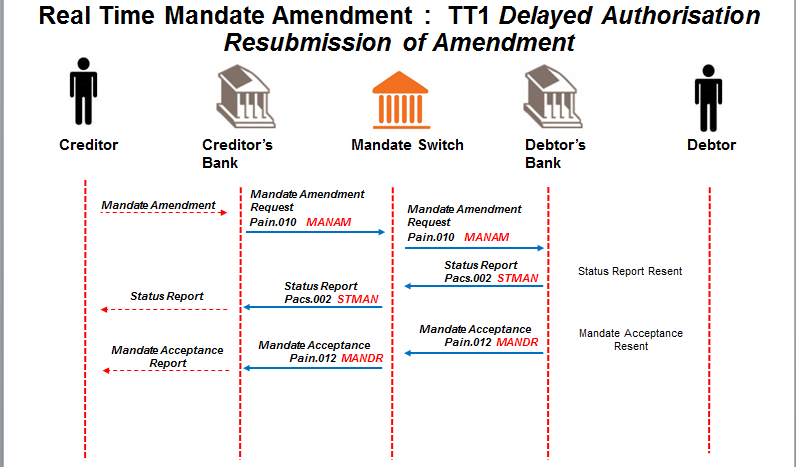 Real Time Mandate Amendment : TT1 Delayed Authorisation
Resubmission of Amendment
Creditor
Creditor's
Bank
Mandate Switch
Debtor's
Bank
Debtor
Mandate Amendment
Mandate Amendment
Request
Pain.010 MANAM
Mandate Amendment
Request
Pain.010 MANAM
Status Report
Pacs.002 STMAN
Status Report Resent
Status Report
Pacs.002 STMAN
Status Report
Mandate Acceptance
Pain.012 MANDR
Mandate Acceptance
Resent
Mandate Acceptance
Pain.012 MANDR
Mandate Acceptance
Report